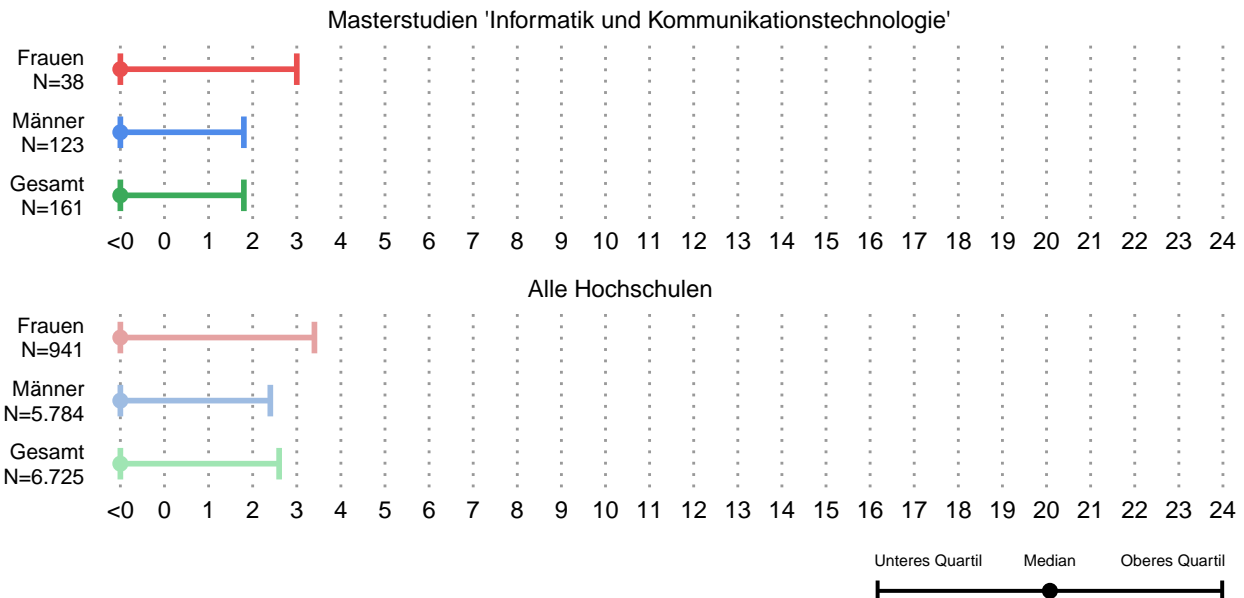 Masterstudien 'Informatik und Kommunikationstechnologie'
Frauen
N=38
Männer
N=123
Gesamt
N=161
<0 0 1 2 3 4 5 6 7 8 9 10 11 12 13 14 15 16 17 18 19 20 21 22 23 24
Alle Hochschulen
Frauen
N=941
Männer
N=5.784
Gesamt
N=6.725
<0 0 1 2 3 4 5 6 7 8 9 10 11 12 13 14 15 16 17 18 19 20 21 22 23 24
Unteres Quartil Median Oberes Quartil